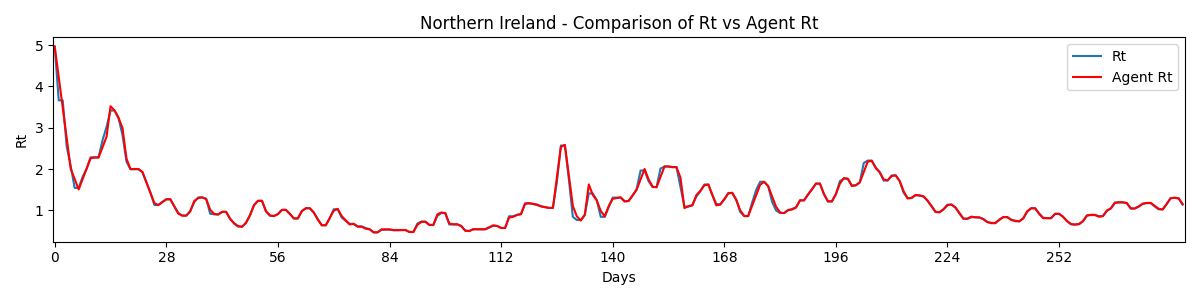 Northern Ireland - Comparison of Rt vs Agent Rt
5
4
3
2
1
Rt
Rt
Agent Rt
0 28 56 84 112 140 168 196 224 252
Days